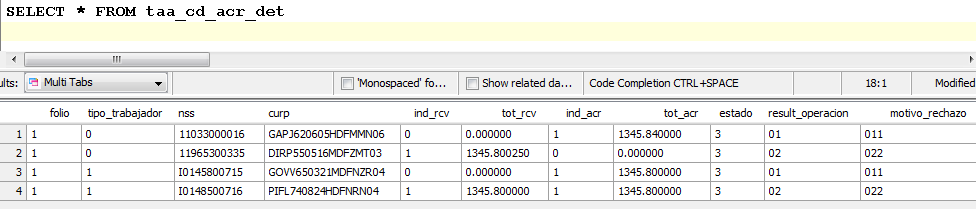 SELECT * FROM taa_cd_acr_det
ults: Multi Tabs 'Monospaced' fo... Show related da... Code Completion CTRL+SPACE 18:1 Modified
folio tipo_trabajador nss curp ind_rcv tot_rcv ind_acr tot_acr estado result_operacion motivo_rechazo
1 1 0 11033000016 GAPJ620605HDFMMN06 0 0.000000 1 1345.840000 3 01 011
2 1 0 11965300335 DIRP550516MDFZMT03 1 1345.800250 0 0.000000 3 02 022
3 1 1 I0145800715 GOVV650321MDFNZR04 0 0.000000 1 1345.800000 3 01 011
4 1 1 I0148500716 PIFL740824HDFNRN04 1 1345.800000 1 1345.800000 3 02 022